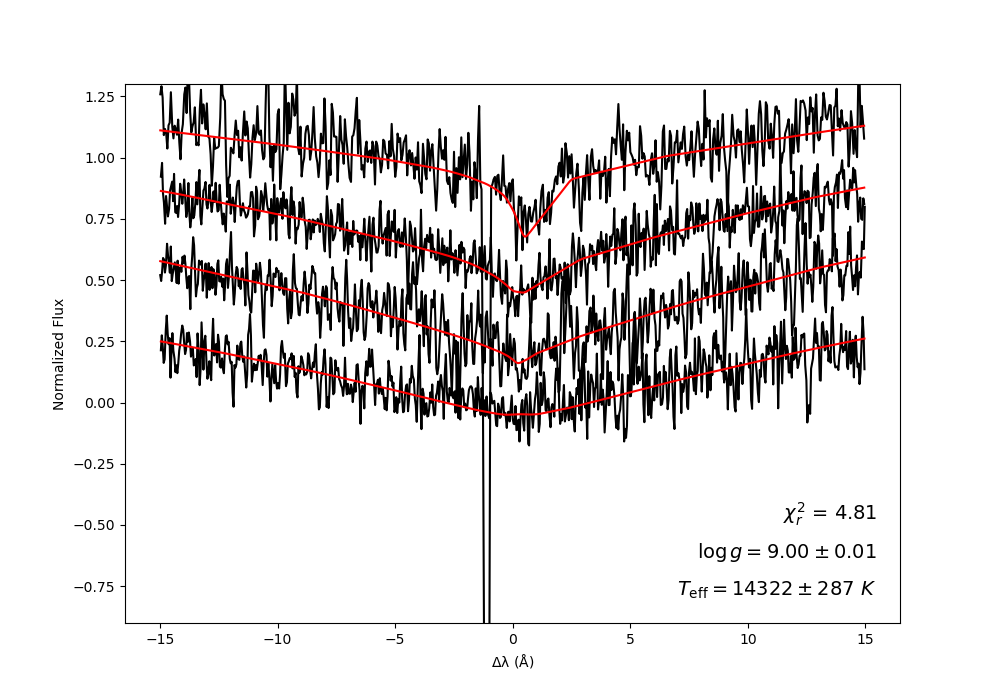 1.25
1.00
0.75
0.50
0.25
0.00
−0.25
−0.50
−0.75
Normalized Flux
χ²ᵣ = 4.81
log g = 9.00 ± 0.01
T_eff = 14322 ± 287 K
−15 −10 −5 0 5 10 15
Δλ (Å)